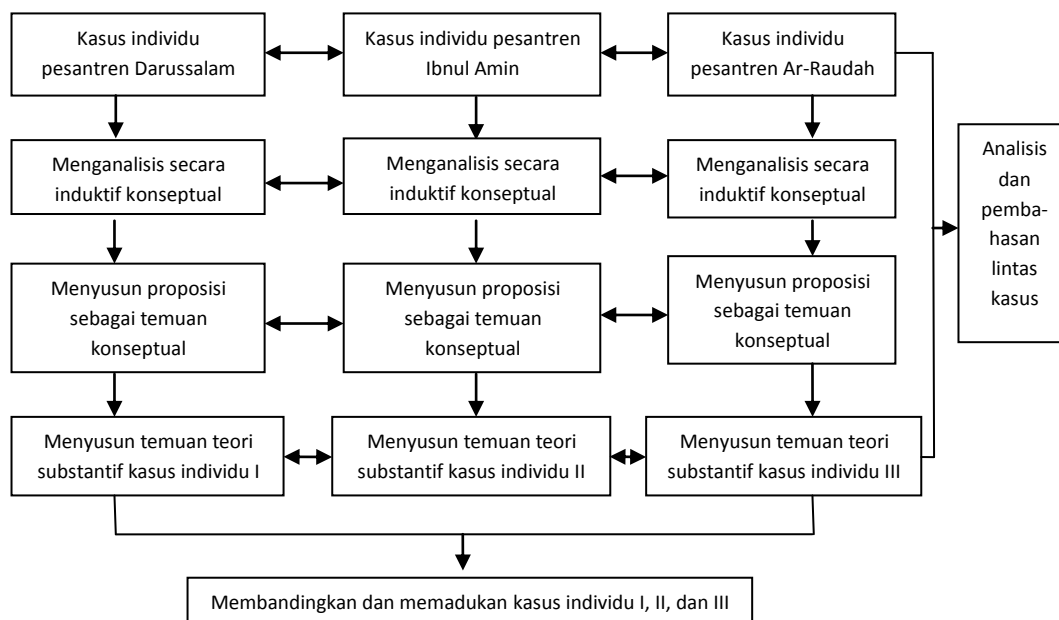 Kasus individu
pesantren Darussalam
Kasus individu pesantren
Ibnul Amin
Kasus individu
pesantren Ar-Raudah
Menganalisis secara
induktif konseptual
Menganalisis secara
induktif konseptual
Menganalisis secara
induktif konseptual
Analisis
dan
pemba-
hasan
lintas
kasus
Menyusun proposisi
sebagai temuan
konseptual
Menyusun proposisi
sebagai temuan
konseptual
Menyusun proposisi
sebagai temuan
konseptual
Menyusun temuan teori
substantif kasus individu I
Menyusun temuan teori
substantif kasus individu II
Menyusun temuan teori
substantif kasus individu III
Membandingkan dan memadukan kasus individu I, II, dan III